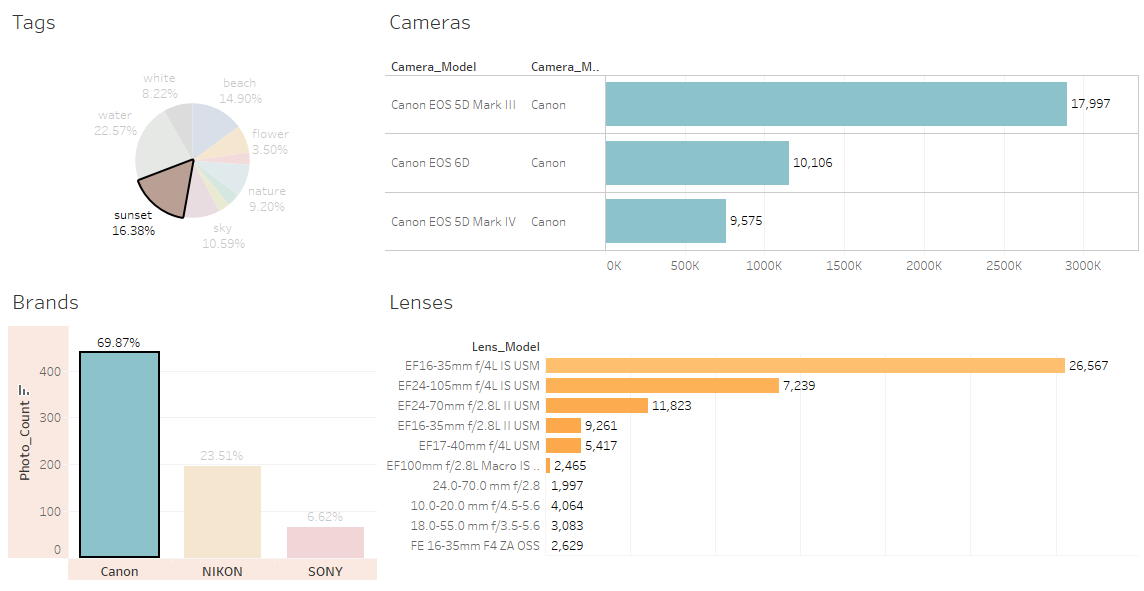 Tags
Cameras
white
8.22%
beach
14.90%
water
22.57%
flower
3.50%
nature
9.20%
sunset
16.38%
sky
10.59%
Camera_Model
Camera_M..
Canon EOS 5D Mark III
Canon
17,997
Canon EOS 6D
Canon
10,106
Canon EOS 5D Mark IV
Canon
9,575
0K
500K
1000K
1500K
2000K
2500K
3000K
Brands
Lenses
Photo_Count
400
300
200
100
0
69.87%
23.51%
6.62%
Canon
NIKON
SONY
Lens_Model
EF16-35mm f/4L IS USM
26,567
EF24-105mm f/4L IS USM
7,239
EF24-70mm f/2.8L II USM
11,823
EF16-35mm f/2.8L II USM
9,261
EF17-40mm f/4L USM
5,417
EF100mm f/2.8L Macro IS ..
2,465
24.0-70.0 mm f/2.8
1,997
10.0-20.0 mm f/4.5-5.6
4,064
18.0-55.0 mm f/3.5-5.6
3,083
FE 16-35mm F4 ZA OSS
2,629